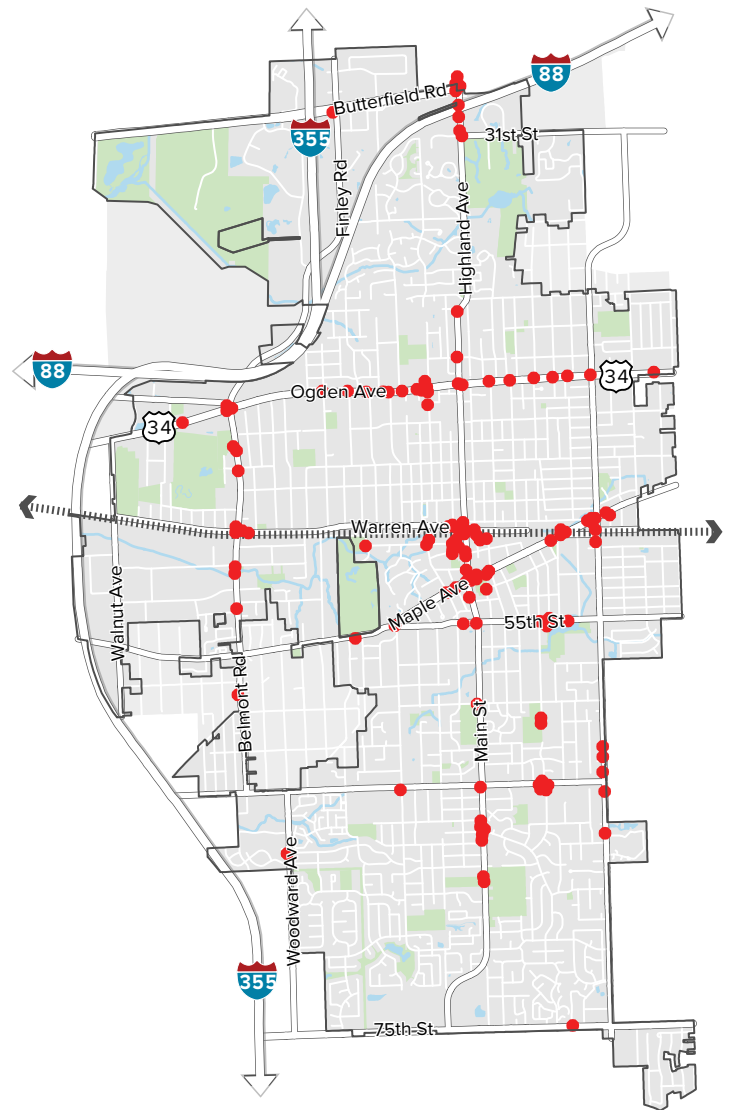 88
Butterfield Rd
31st St
355
Finley Rd
Highland Ave
88
34
Ogden Ave
34
Warren Ave
Walnut Ave
Maple Ave
55th St
Belmont Rd
Main St
Woodward Ave
355
75th St